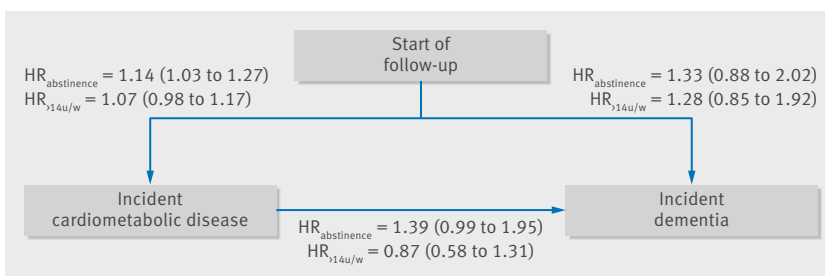 Start of
follow-up
HRabstinence = 1.14 (1.03 to 1.27)
HR>14u/w = 1.07 (0.98 to 1.17)
HRabstinence = 1.33 (0.88 to 2.02)
HR>14u/w = 1.28 (0.85 to 1.92)
Incident
cardiometabolic disease
Incident
dementia
HRabstinence = 1.39 (0.99 to 1.95)
HR>14u/w = 0.87 (0.58 to 1.31)